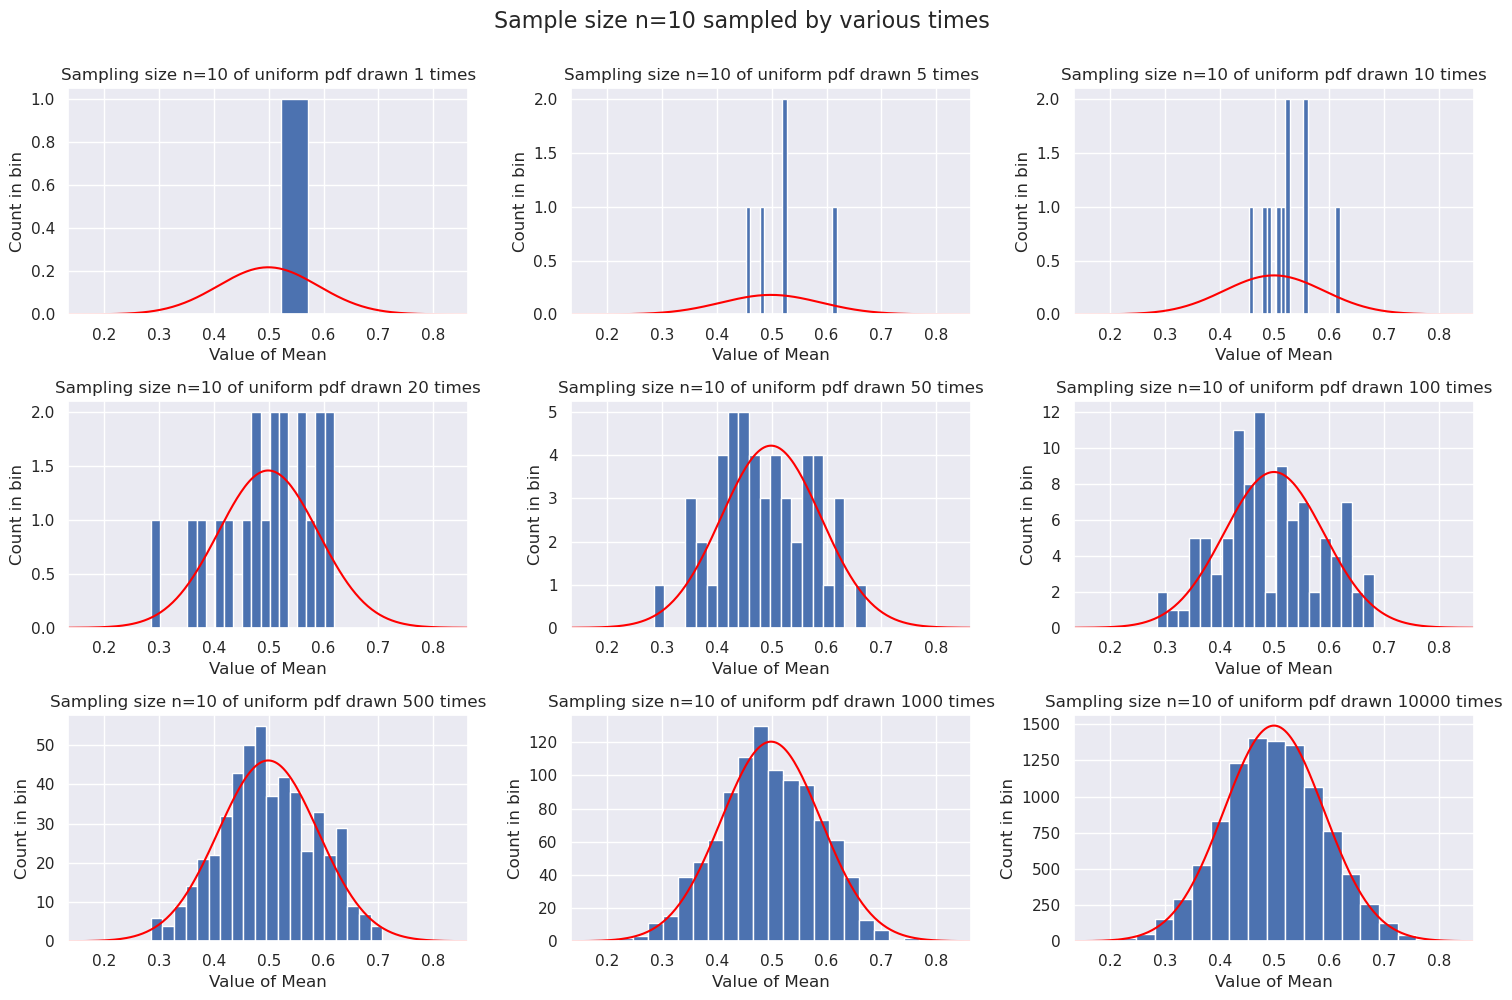 Sample size n=10 sampled by various times
Sampling size n=10 of uniform pdf drawn 1 times
Count in bin
1.0
0.8
0.6
0.4
0.2
0.0
0.2 0.3 0.4 0.5 0.6 0.7 0.8
Value of Mean
Sampling size n=10 of uniform pdf drawn 5 times
Count in bin
2.0
1.5
1.0
0.5
0.0
0.2 0.3 0.4 0.5 0.6 0.7 0.8
Value of Mean
Sampling size n=10 of uniform pdf drawn 10 times
Count in bin
2.0
1.5
1.0
0.5
0.0
0.2 0.3 0.4 0.5 0.6 0.7 0.8
Value of Mean
Sampling size n=10 of uniform pdf drawn 20 times
Count in bin
2.0
1.5
1.0
0.5
0.0
0.2 0.3 0.4 0.5 0.6 0.7 0.8
Value of Mean
Sampling size n=10 of uniform pdf drawn 50 times
Count in bin
5
4
3
2
1
0
0.2 0.3 0.4 0.5 0.6 0.7 0.8
Value of Mean
Sampling size n=10 of uniform pdf drawn 100 times
Count in bin
12
10
8
6
4
2
0
0.2 0.3 0.4 0.5 0.6 0.7 0.8
Value of Mean
Sampling size n=10 of uniform pdf drawn 500 times
Count in bin
50
40
30
20
10
0
0.2 0.3 0.4 0.5 0.6 0.7 0.8
Value of Mean
Sampling size n=10 of uniform pdf drawn 1000 times
Count in bin
120
100
80
60
40
20
0
0.2 0.3 0.4 0.5 0.6 0.7 0.8
Value of Mean
Sampling size n=10 of uniform pdf drawn 10000 times
Count in bin
1500
1250
1000
750
500
250
0
0.2 0.3 0.4 0.5 0.6 0.7 0.8
Value of Mean